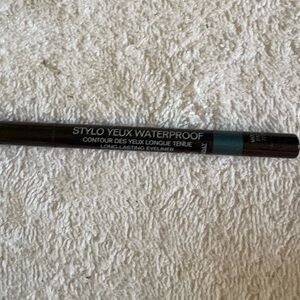 STYLO YEUX WATERPROOF
CONTOUR DES YEUX LONGUE TENUE
LONG-LASTING EYELINER